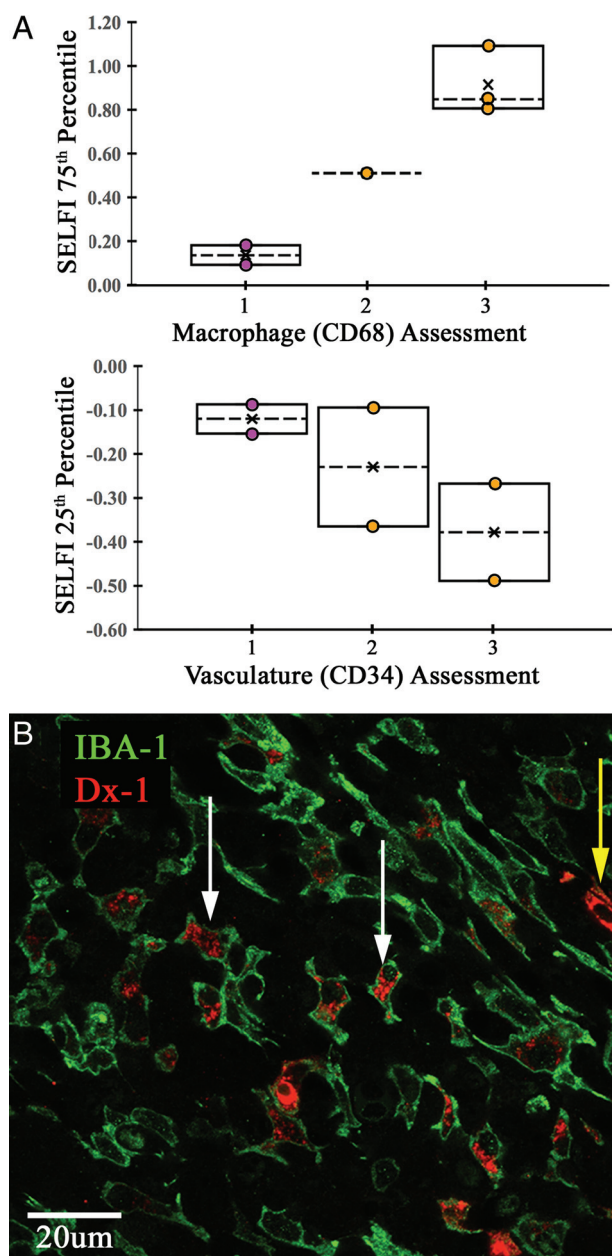 A
SELFI 75th Percentile
1.20
1.00
0.80
0.60
0.40
0.20
0.00
1 2 3
Macrophage (CD68) Assessment
SELFI 25th Percentile
0.00
-0.10
-0.20
-0.30
-0.40
-0.50
-0.60
1 2 3
Vasculature (CD34) Assessment
B
IBA-1
Dx-1
20um